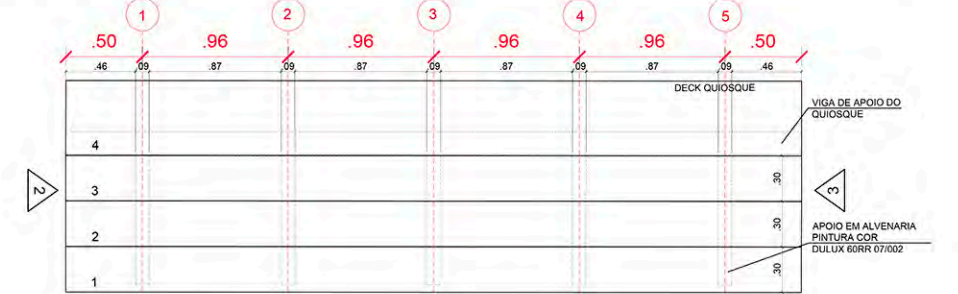 1 2 3 4 5
.50 .96 .96 .96 .96 .50
.46 .09 .87 .09 .87 .09 .87 .09 .87 .09 .46
DECK QUIOSQUE
VIGA DE APOIO DO
QUIOSQUE
4
3
2
1
2
3
.30
.30
.30
APOIO EM ALVENARIA
PINTURA COR
DULUX 60RR 07/002